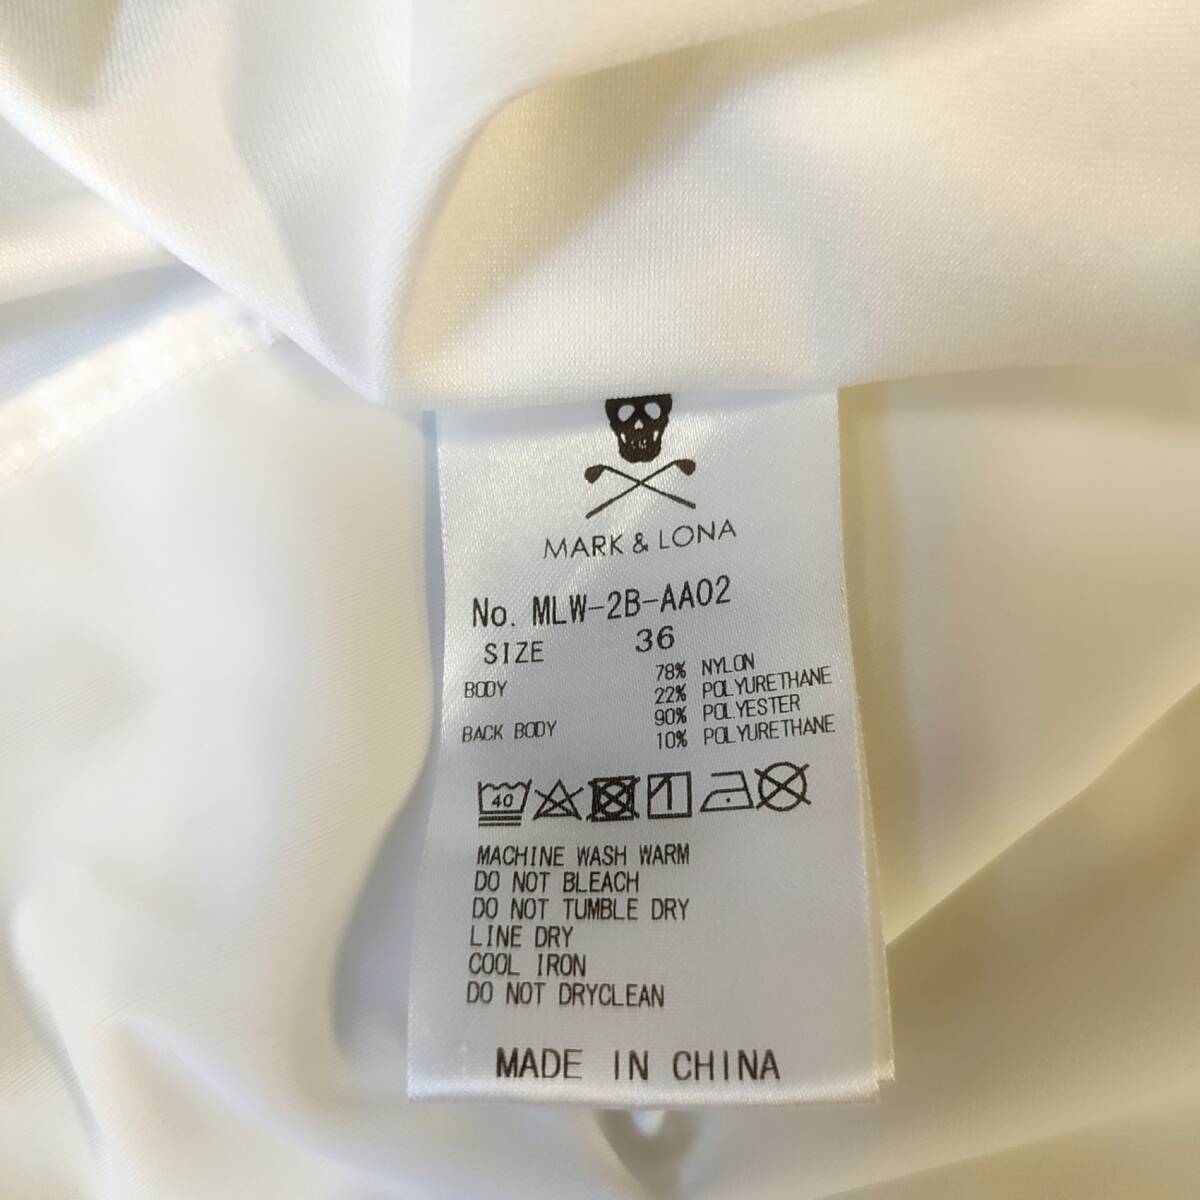 MARK & LONA
No. MLW-2B-AA02
SIZE 36
BODY 78% NYLON
22% POLYURETHANE
BACK BODY 90% POLYESTER
10% POLYURETHANE
40
MACHINE WASH WARM
DO NOT BLEACH
DO NOT TUMBLE DRY
LINE DRY
COOL IRON
DO NOT DRYCLEAN
MADE IN CHINA